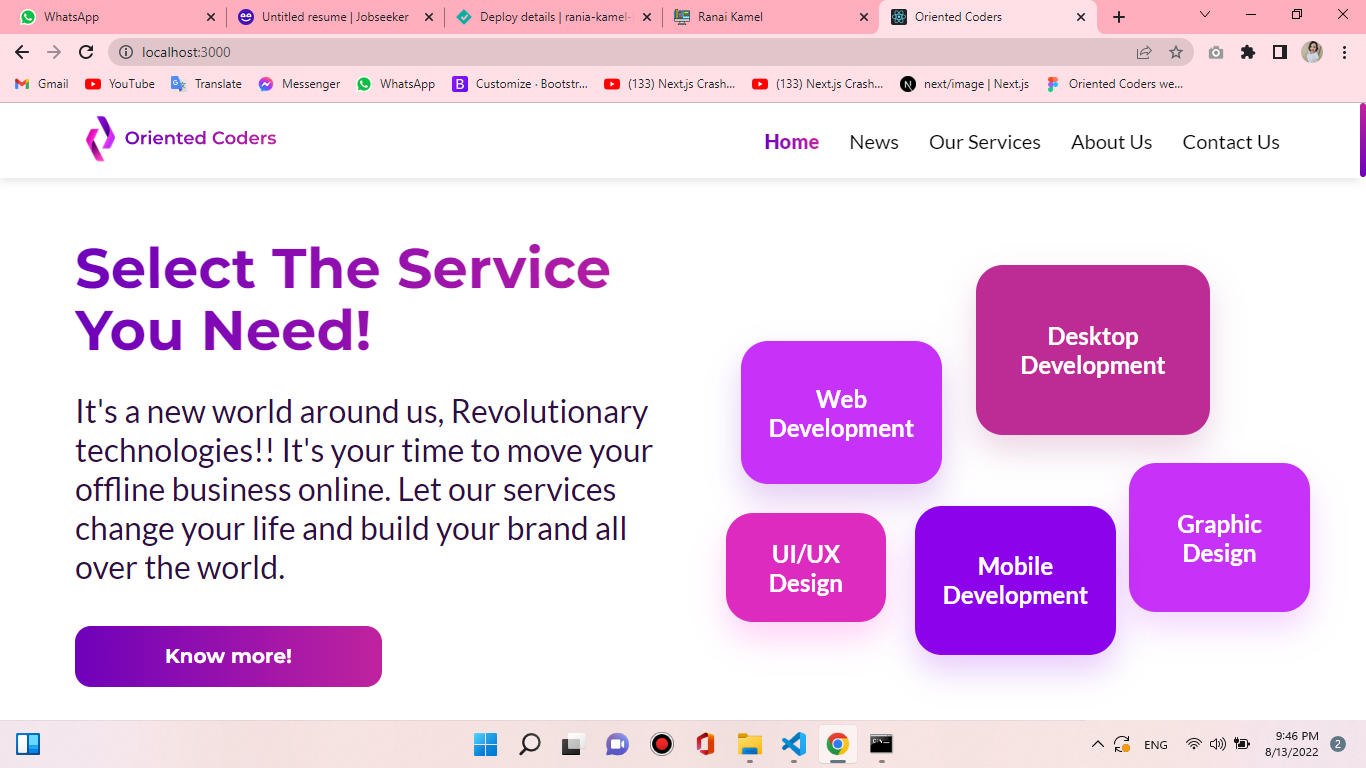 WhatsApp
Untitled resume | Jobseeker
Deploy details | rania-kamel-
Ranai Kamel
Oriented Coders
localhost:3000
Gmail
YouTube
Translate
Messenger
WhatsApp
B
Customize · Bootstr...
(133) Next.js Crash...
(133) Next.js Crash...
N
next/image | Next.js
Oriented Coders we...
Oriented Coders
Home
News
Our Services
About Us
Contact Us
Select The Service
You Need!
It's a new world around us, Revolutionary
technologies!! It's your time to move your
offline business online. Let our services
change your life and build your brand all
over the world.
Know more!
Desktop
Development
Web
Development
Graphic
Design
UI/UX
Design
Mobile
Development
ENG
9:46 PM
8/13/2022
2